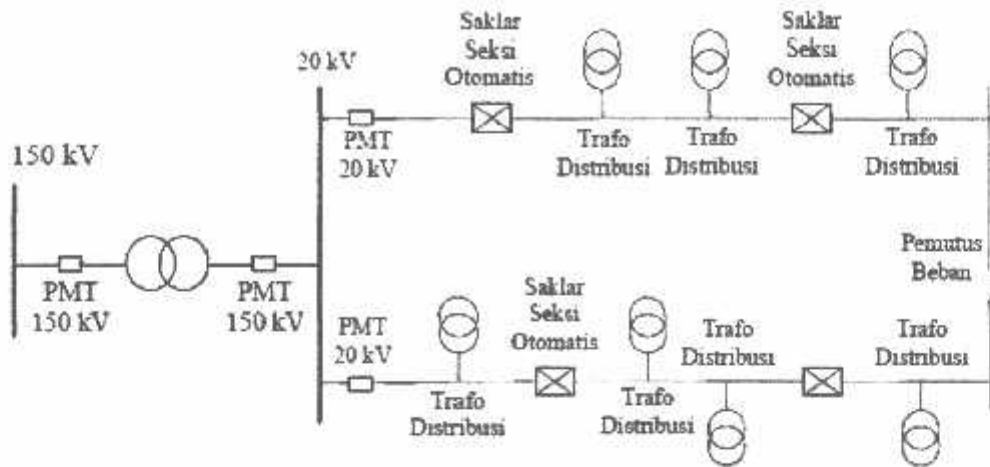 Saklar
Seksi
Otomatis
Saklar
Seksi
Otomatis
20 kV
PMT
20 kV
Trafo
Distribusi
Trafo
Distribusi
Trafo
Distribusi
150 kV
PMT
150 kV
PMT
150 kV
Pemutus
Beban
PMT
20 kV
Saklar
Seksi
Otomatis
Trafo
Distribusi
Trafo
Distribusi
Trafo
Distribusi
Trafo
Distribusi